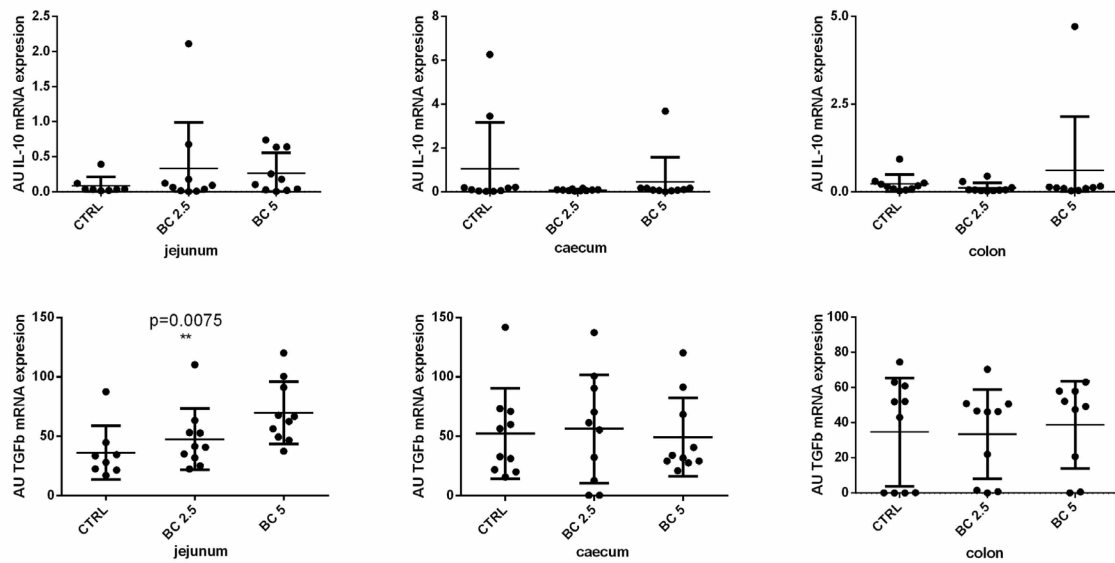 AU IL-10 mRNA expresion
2.5
2.0
1.5
1.0
0.5
0.0
CTRL
BC 2.5
BC 5
jejunum
AU IL-10 mRNA expresion
8
6
4
2
0
CTRL
BC 2.5
BC 5
caecum
AU IL-10 mRNA expresion
5.0
2.5
0.0
CTRL
BC 2.5
BC 5
colon
AU TGFb mRNA expresion
150
100
50
0
p=0.0075
**
CTRL
BC 2.5
BC 5
jejunum
AU TGFb mRNA expresion
150
100
50
0
CTRL
BC 2.5
BC 5
caecum
AU TGFb mRNA expresion
100
80
60
40
20
0
CTRL
BC 2.5
BC 5
colon